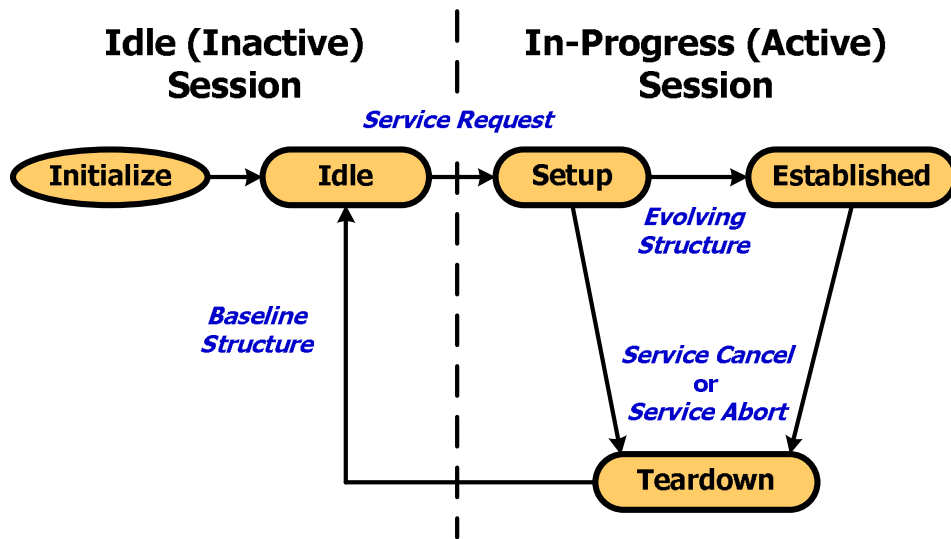 Idle (Inactive)
Session
In-Progress (Active)
Session
Service Request
Initialize
Idle
Setup
Established
Evolving
Structure
Baseline
Structure
Service Cancel
or
Service Abort
Teardown